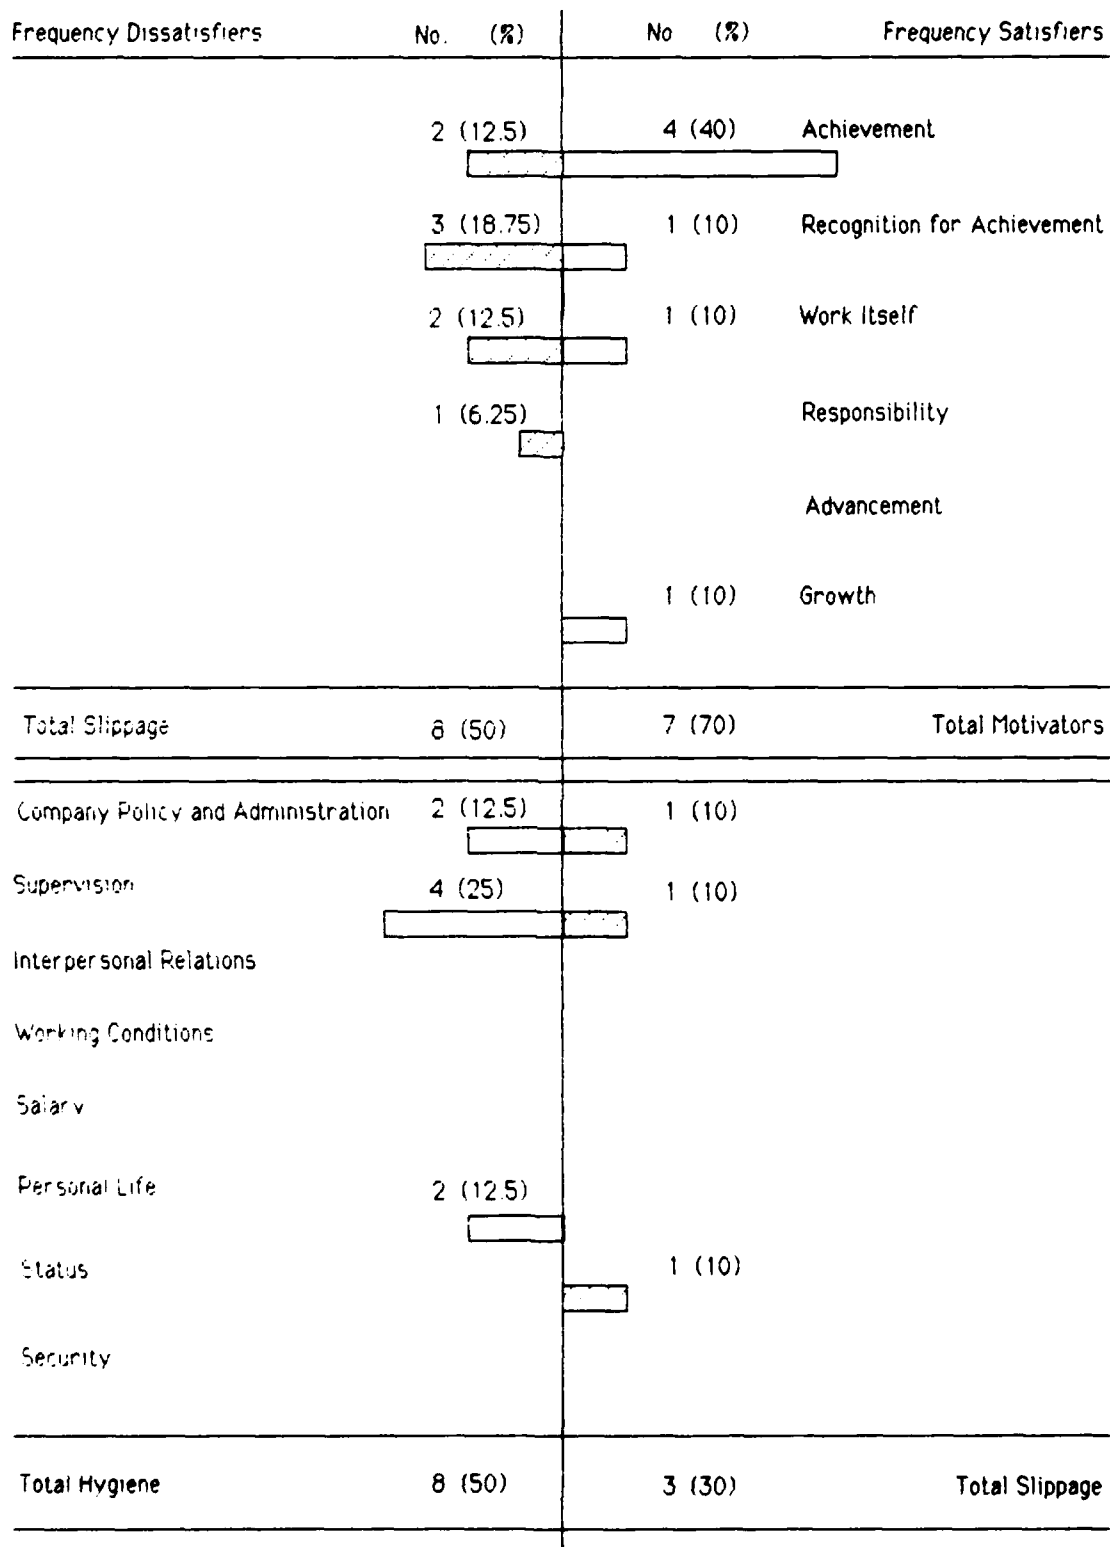 Frequency Dissatisfiers No. (%) No (%) Frequency Satisfiers
2 (12.5) 4 (40) Achievement
3 (18.75) 1 (10) Recognition for Achievement
2 (12.5) 1 (10) Work Itself
1 (6.25) Responsibility
Advancement
1 (10) Growth
Total Slippage 8 (50) 7 (70) Total Motivators
Company Policy and Administration 2 (12.5) 1 (10)
Supervision 4 (25) 1 (10)
Interpersonal Relations
Working Conditions
Salary
Personal Life 2 (12.5)
Status 1 (10)
Security
Total Hygiene 8 (50) 3 (30) Total Slippage